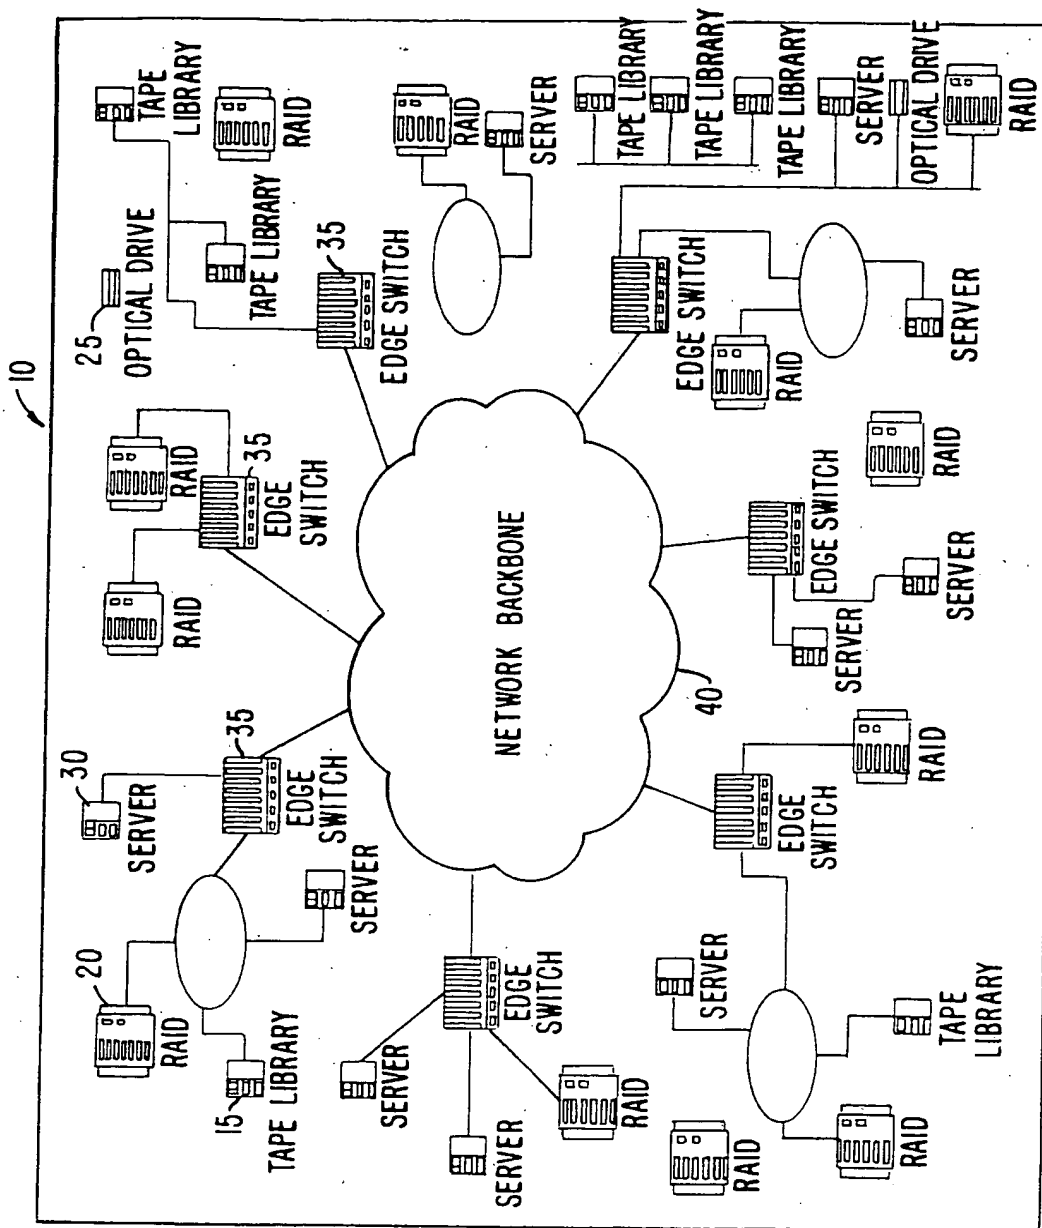 10
20
30
25
RAID
SERVER
RAID
RAID
OPTICAL DRIVE
TAPE
LIBRARY
15
35
35
TAPE LIBRARY
EDGE
SWITCH
EDGE
SWITCH
TAPE LIBRARY
RAID
SERVER
35
SERVER
EDGE SWITCH
RAID
SERVER
EDGE
SWITCH
NETWORK BACKBONE
SERVER
RAID
TAPE LIBRARY
SERVER
40
EDGE SWITCH
TAPE LIBRARY
RAID
EDGE
SWITCH
RAID
TAPE LIBRARY
EDGE SWITCH
SERVER
SERVER
RAID
RAID
RAID
OPTICAL DRIVE
TAPE
LIBRARY
SERVER
SERVER
RAID